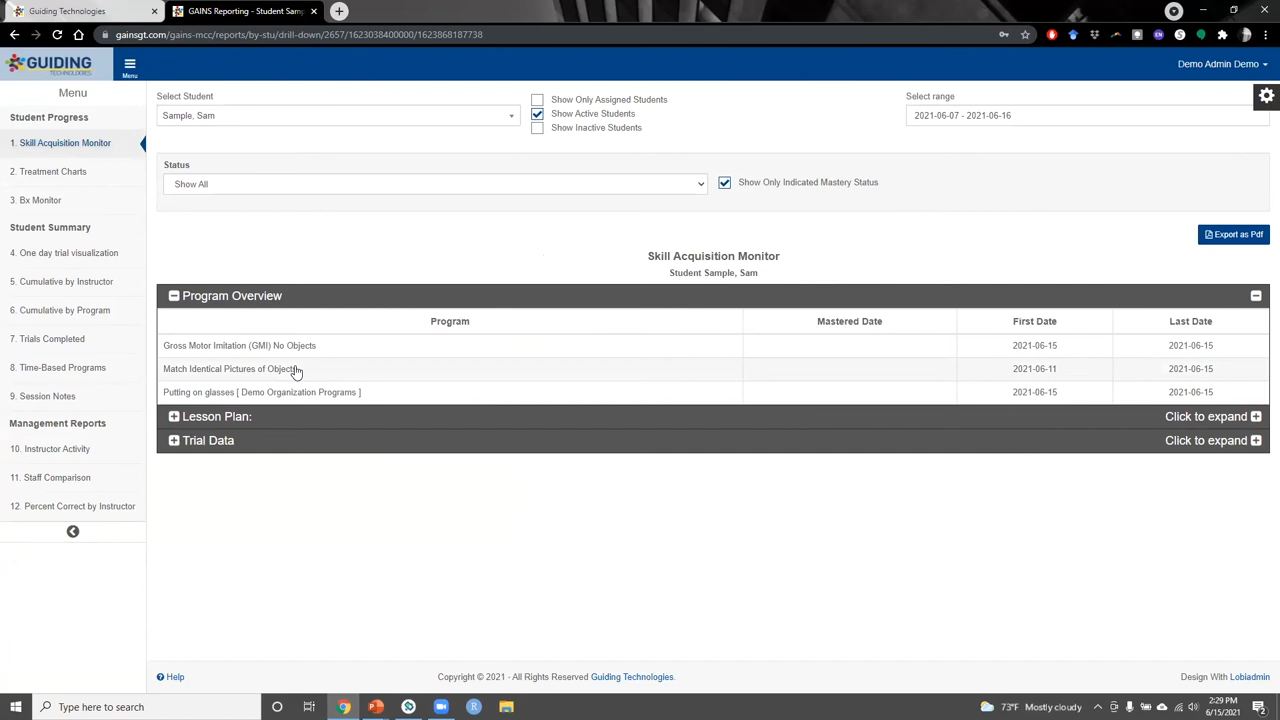 Guiding Technologies
GAINS Reporting - Student Sam
gainsgt.com/gains-mcc/reports/by-stu/drill-down/2657/1623038400000/1623868187738
GUIDING
TECHNOLOGIES
Menu
Demo Admin Demo
Menu
Student Progress
1. Skill Acquisition Monitor
2. Treatment Charts
3. Bx Monitor
Student Summary
4. One day trial visualization
5. Cumulative by Instructor
6. Cumulative by Program
7. Trials Completed
8. Time-Based Programs
9. Session Notes
Management Reports
10. Instructor Activity
11. Staff Comparison
12. Percent Correct by Instructor
Select Student
Sample, Sam
Show Only Assigned Students
Show Active Students
Show Inactive Students
Select range
2021-06-07 - 2021-06-16
Status
Show All
Show Only Indicated Mastery Status
Export as Pdf
Skill Acquisition Monitor
Student Sample, Sam
Program Overview
Program Mastered Date First Date Last Date
Gross Motor Imitation (GMI) No Objects 2021-06-15 2021-06-15
Match Identical Pictures of Objects 2021-06-11 2021-06-15
Putting on glasses [ Demo Organization Programs ] 2021-06-15 2021-06-15
Lesson Plan: Click to expand
Trial Data Click to expand
Help
Copyright © 2021 - All Rights Reserved Guiding Technologies.
Design With Lobiadmin
Type here to search
73°F Mostly cloudy
2:29 PM
6/15/2021